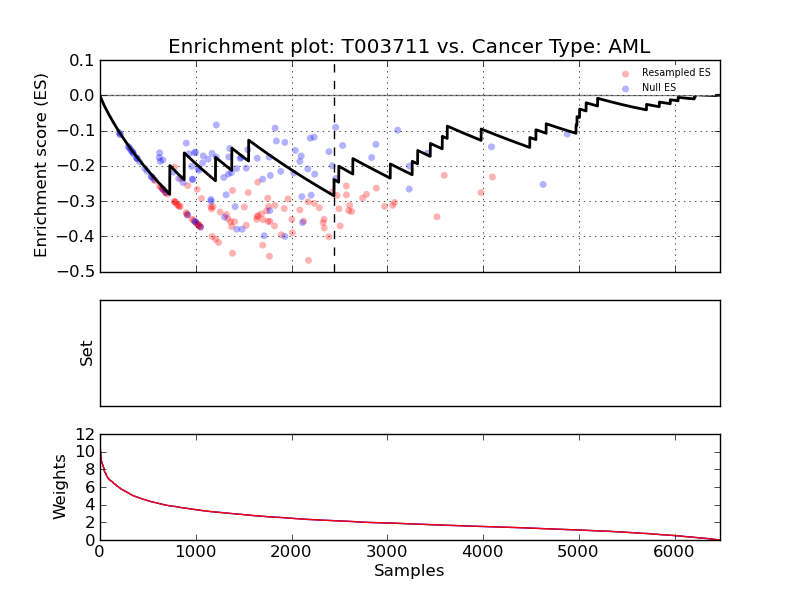 Enrichment plot: T003711 vs. Cancer Type: AML
Enrichment score (ES)
0.1
0.0
−0.1
−0.2
−0.3
−0.4
−0.5
Resampled ES
Null ES
Set
Weights
12
10
8
6
4
2
0
0 1000 2000 3000 4000 5000 6000
Samples